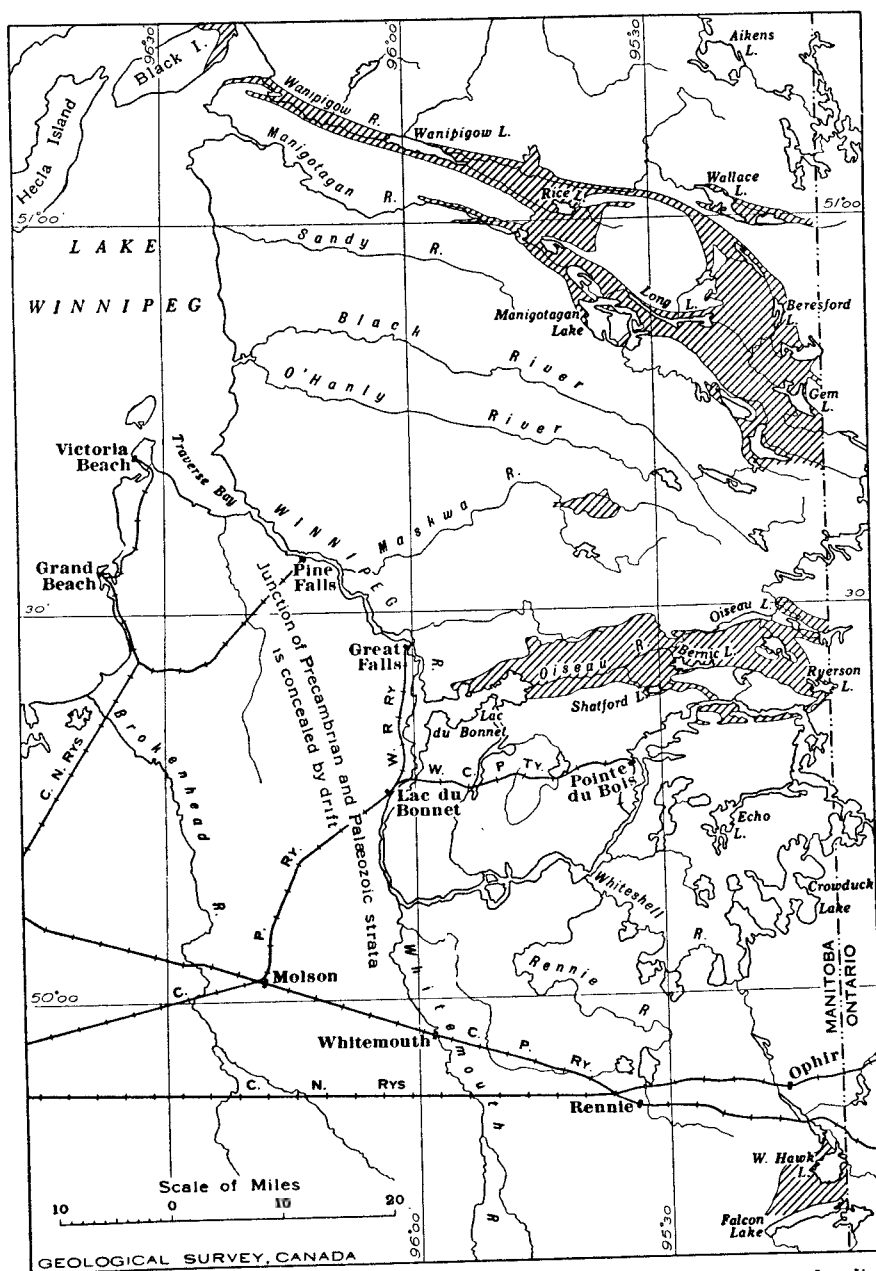 96°30'
96°00'
95°30'
Aikens
L.
Black I.
Hecla Island
Wanipigow R.
Wanipigow L.
Manigotagan R.
Rice L.
Wallace
L.
51°00'
51°00
LAKE
WINNIPEG
Sandy R.
Long L.
Manigotagan
Lake
Beresford
L.
Black River
O'Hanly River
Gem
L.
Victoria
Beach
Traverse Bay
WINNIPEG R.
Maskwa R.
Grand
Beach
Pine
Falls
Junction of Precambrian and Palæozoic strata
is concealed by drift
30'
30
Oiseau L.
Great
Falls
Oiseau R.
Bernic L.
Ryerson
L.
Shatford L.
Lac
du Bonnet
W R RY
Brokenhead R.
C. N. RYS
W. C. P TY.
Pointe
du Bois
Lac du
Bonnet
Echo
L.
Crowduck
Lake
Whiteshell R.
C. P. RY.
Rennie R
MANITOBA
ONTARIO
Molson
50°00
Whitemouth R
Whitemouth
C. P. RY.
Ophir
C. N. RYS
Rennie
W. Hawk
L.
Falcon
Lake
Scale of Miles
10 0 10 20
GEOLOGICAL SURVEY, CANADA
96°00
95°30